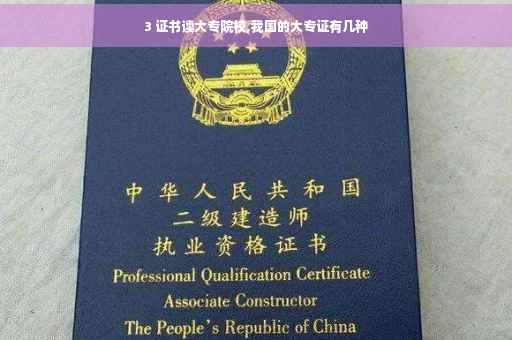 3 证书读大专院校,我国的大专证有几种
中华人民共和国
二级建造师
执业资格证书
Professional Qualification Certificate
Associate Constructor
The People's Republic of China